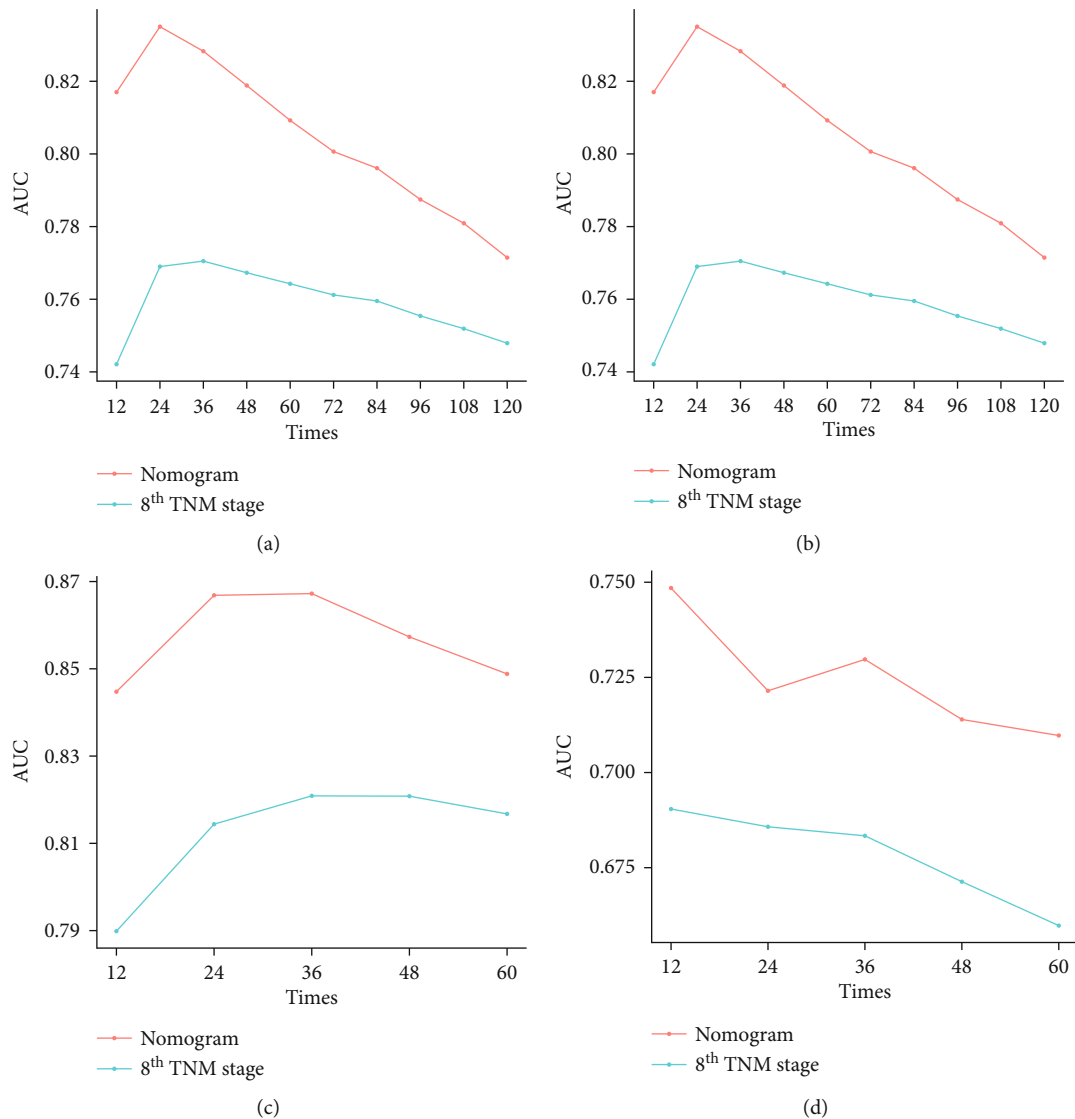 AUC
0.82
0.80
0.78
0.76
0.74
12 24 36 48 60 72 84 96 108 120
Times
Nomogram
8th TNM stage
(a)
AUC
0.82
0.80
0.78
0.76
0.74
12 24 36 48 60 72 84 96 108 120
Times
Nomogram
8th TNM stage
(b)
AUC
0.87
0.85
0.83
0.81
0.79
12 24 36 48 60
Times
Nomogram
8th TNM stage
(c)
AUC
0.750
0.725
0.700
0.675
12 24 36 48 60
Times
Nomogram
8th TNM stage
(d)